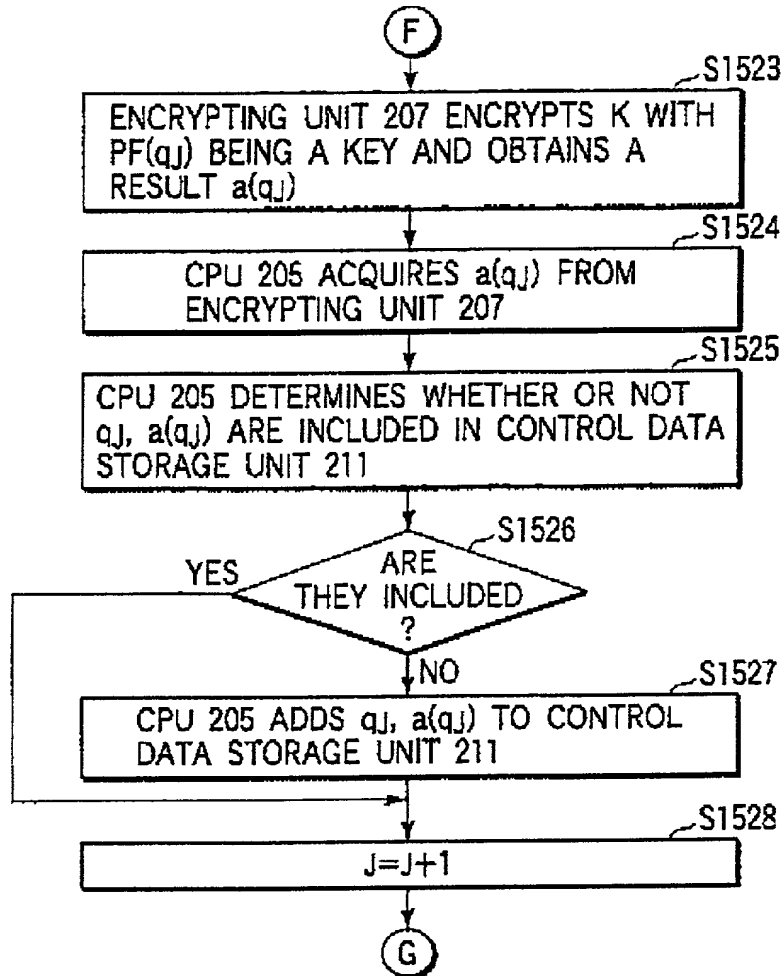 F
S1523
ENCRYPTING UNIT 207 ENCRYPTS K WITH
PF(qJ) BEING A KEY AND OBTAINS A
RESULT a(qJ)
S1524
CPU 205 ACQUIRES a(qJ) FROM
ENCRYPTING UNIT 207
S1525
CPU 205 DETERMINES WHETHER OR NOT
qJ, a(qJ) ARE INCLUDED IN CONTROL DATA
STORAGE UNIT 211
S1526
YES
ARE
THEY INCLUDED
?
NO
S1527
CPU 205 ADDS qJ, a(qJ) TO CONTROL
DATA STORAGE UNIT 211
S1528
J=J+1
G